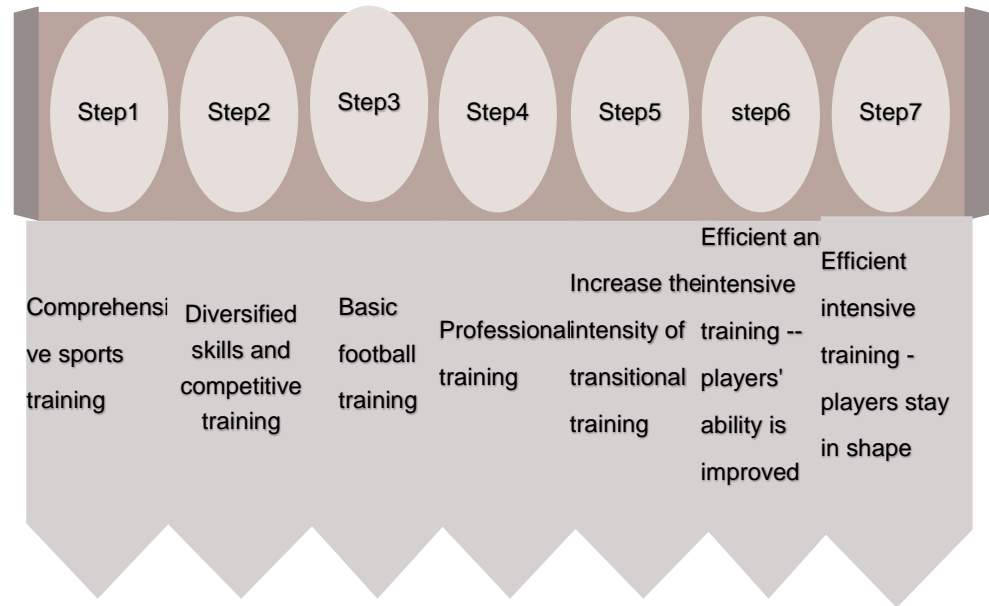 Step1
Step2
Step3
Step4
Step5
step6
Step7
Comprehensi
ve sports
training
Diversified
skills and
competitive
training
Basic
football
training
Professional
training
Increase the
intensity of
transitional
training
Efficient an
intensive
training --
players'
ability is
improved
Efficient
intensive
training -
players stay
in shape